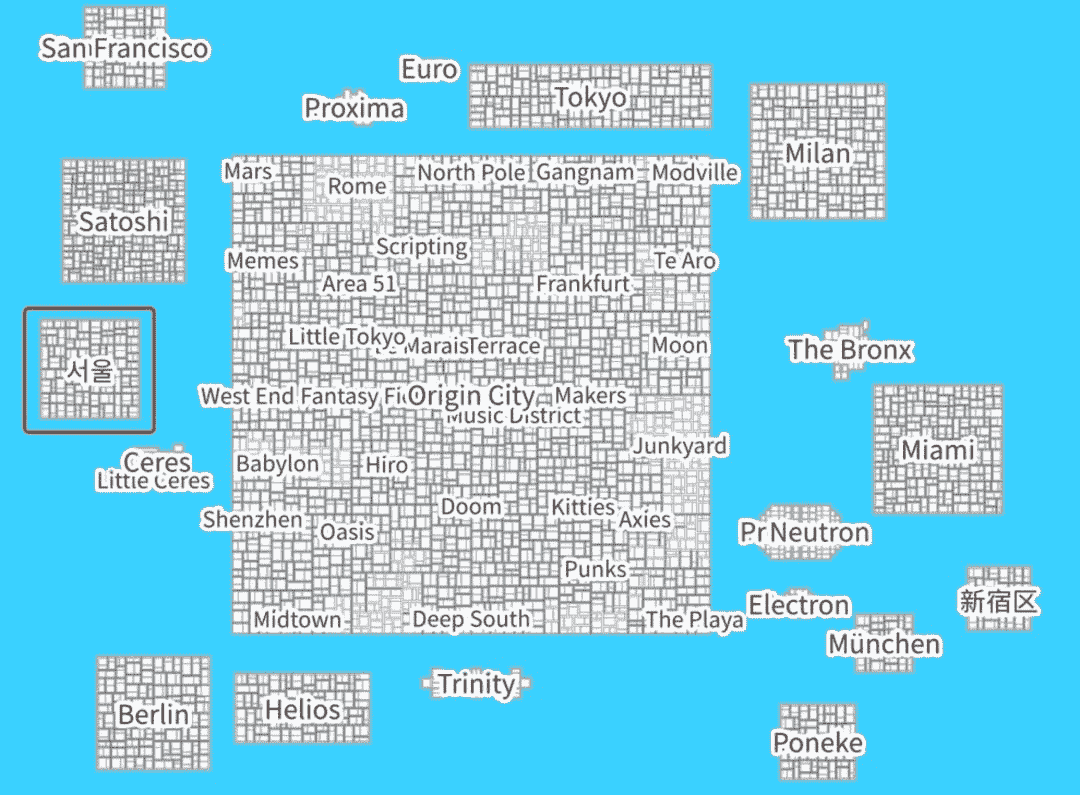 San Francisco
Euro
Proxima
Tokyo
Milan
Mars
Rome
North Pole
Gangnam
Modville
Satoshi
Scripting
Memes
Te Aro
Area 51
Frankfurt
Little Tokyo
Marais
Terrace
Moon
The Bronx
서울
West End
Fantasy
Origin City
Makers
Music District
Junkyard
Miami
Ceres
Little Ceres
Babylon
Hiro
Doom
Kitties
Shenzhen
Oasis
Axies
Neutron
Punks
Electron
新宿区
Midtown
Deep South
The Playa
München
Trinity
Berlin
Helios
Poneke